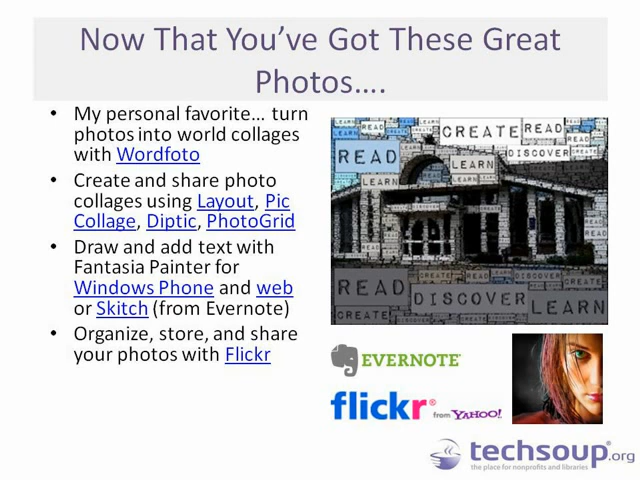 Now That You've Got These Great
Photos....
• My personal favorite... turn
photos into world collages
with Wordfoto
• Create and share photo
collages using Layout, Pic
Collage, Diptic, PhotoGrid
• Draw and add text with
Fantasia Painter for
Windows Phone and web
or Skitch (from Evernote)
• Organize, store, and share
your photos with Flickr
READ CREATE READ
READ LEARN DISCOVER
LEARN
READ DISCOVER LEARN
CREATE
EVERNOTE
flickr® from YAHOO!
techsoup.org
the place for nonprofits and libraries